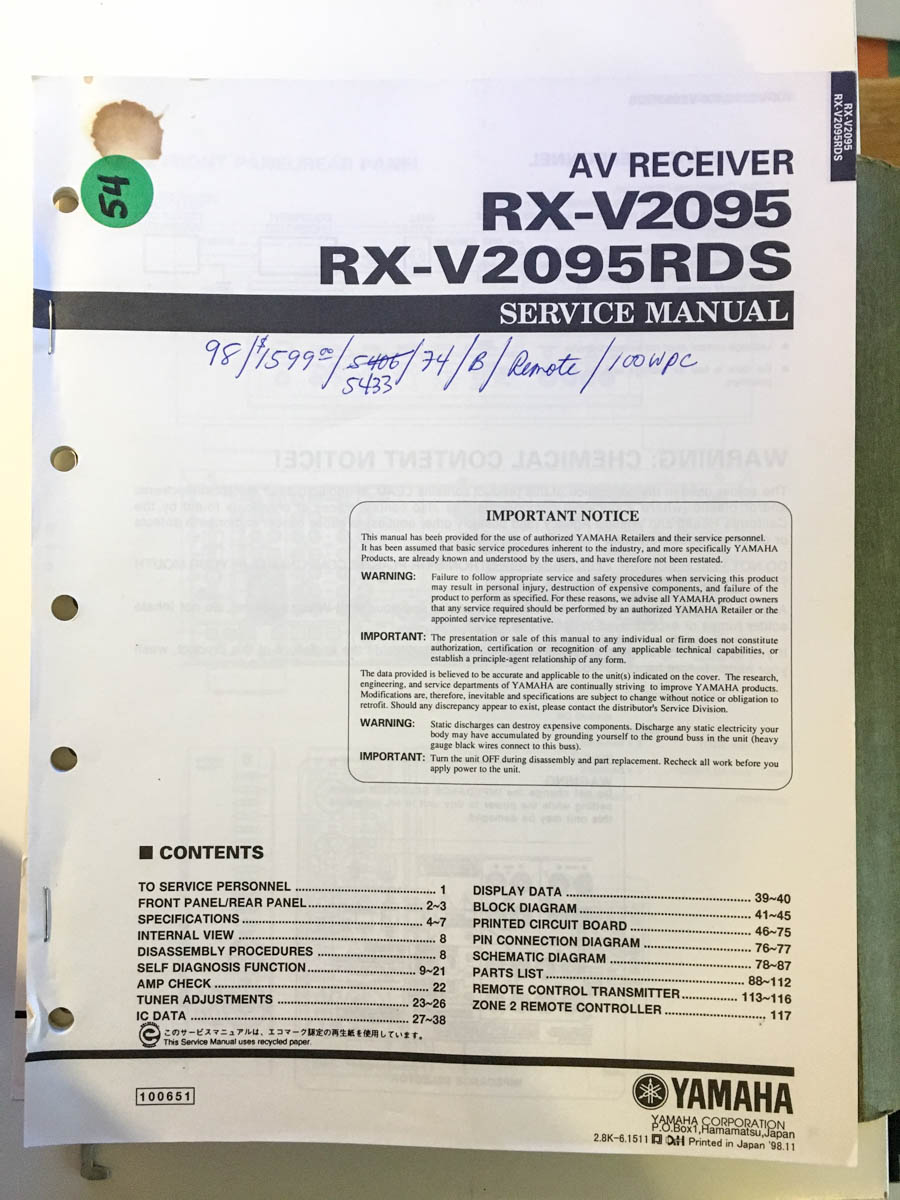 RX-V2095
RX-V2095RDS
54
AV RECEIVER
RX-V2095
RX-V2095RDS
SERVICE MANUAL
98/$1599.00/5406/74/B/Remote/100WPC
5433
WARNING: CHEMICAL CONTENT NOTICE!
IMPORTANT NOTICE
This manual has been provided for the use of authorized YAMAHA Retailers and their service personnel.
It has been assumed that basic service procedures inherent to the industry, and more specifically YAMAHA
Products, are already known and understood by the users, and have therefore not been restated.
WARNING: Failure to follow appropriate service and safety procedures when servicing this product
may result in personal injury, destruction of expensive components, and failure of the
product to perform as specified. For these reasons, we advise all YAMAHA product owners
that any service required should be performed by an authorized YAMAHA Retailer or the
appointed service representative.
IMPORTANT: The presentation or sale of this manual to any individual or firm does not constitute
authorization, certification or recognition of any applicable technical capabilities, or
establish a principle-agent relationship of any form.
The data provided is believed to be accurate and applicable to the unit(s) indicated on the cover. The research,
engineering, and service departments of YAMAHA are continually striving to improve YAMAHA products.
Modifications are, therefore, inevitable and specifications are subject to change without notice or obligation to
retrofit. Should any discrepancy appear to exist, please contact the distributor's Service Division.
WARNING: Static discharges can destroy expensive components. Discharge any static electricity your
body may have accumulated by grounding yourself to the ground buss in the unit (heavy
gauge black wires connect to this buss).
IMPORTANT: Turn the unit OFF during disassembly and part replacement. Recheck all work before you
apply power to the unit.
■ CONTENTS
TO SERVICE PERSONNEL ........ 1
FRONT PANEL/REAR PANEL ........ 2~3
SPECIFICATIONS ........ 4~7
INTERNAL VIEW ........ 8
DISASSEMBLY PROCEDURES ........ 8
SELF DIAGNOSIS FUNCTION ........ 9~21
AMP CHECK ........ 22
TUNER ADJUSTMENTS ........ 23~26
IC DATA ........ 27~38
DISPLAY DATA ........ 39~40
BLOCK DIAGRAM ........ 41~45
PRINTED CIRCUIT BOARD ........ 46~75
PIN CONNECTION DIAGRAM ........ 76~77
SCHEMATIC DIAGRAM ........ 78~87
PARTS LIST ........ 88~112
REMOTE CONTROL TRANSMITTER ........ 113~116
ZONE 2 REMOTE CONTROLLER ........ 117
このサービスマニュアルは、エコマーク認定の再生紙を使用しています。
This Service Manual uses recycled paper.
100651
YAMAHA
YAMAHA CORPORATION
P.O.Box1, Hamamatsu, Japan
2.8K-6.1511 Printed in Japan '98.11